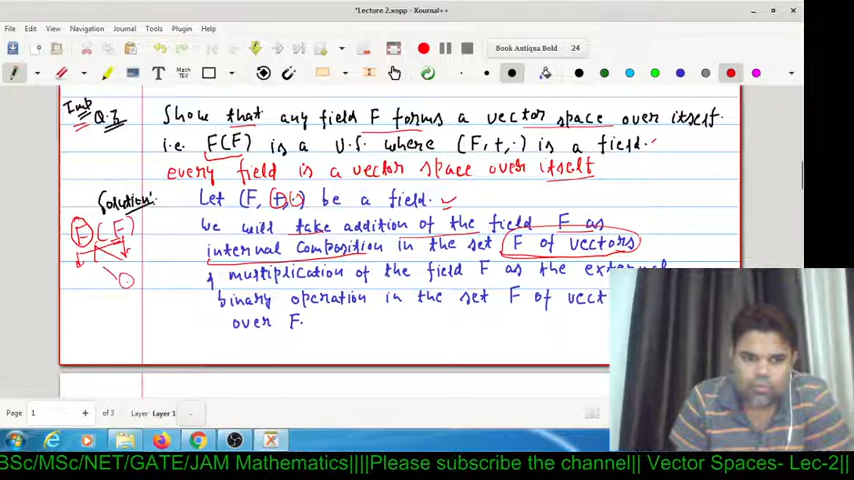 *Lecture 2.xopp - Xournal++
File Edit View Navigation Journal Tools Plugin Help
T Math TEX Book Antiqua Bold 24
Imp Q.3 Show that any field F forms a vector space over itself.
i.e. F(F) is a V.S. where (F, +, ·) is a field.
every field is a vector space over itself
Solution: Let (F, +, ·) be a field.
F(F) We will take addition of the field F as
internal composition in the set F of vectors
& multiplication of the field F as the external
binary operation in the set F of vect
over F.
Page 1 of 3 Layer Layer 1
BSc/MSc/NET/GATE/JAM Mathematics||||Please subscribe the channel|| Vector Spaces- Lec-2||